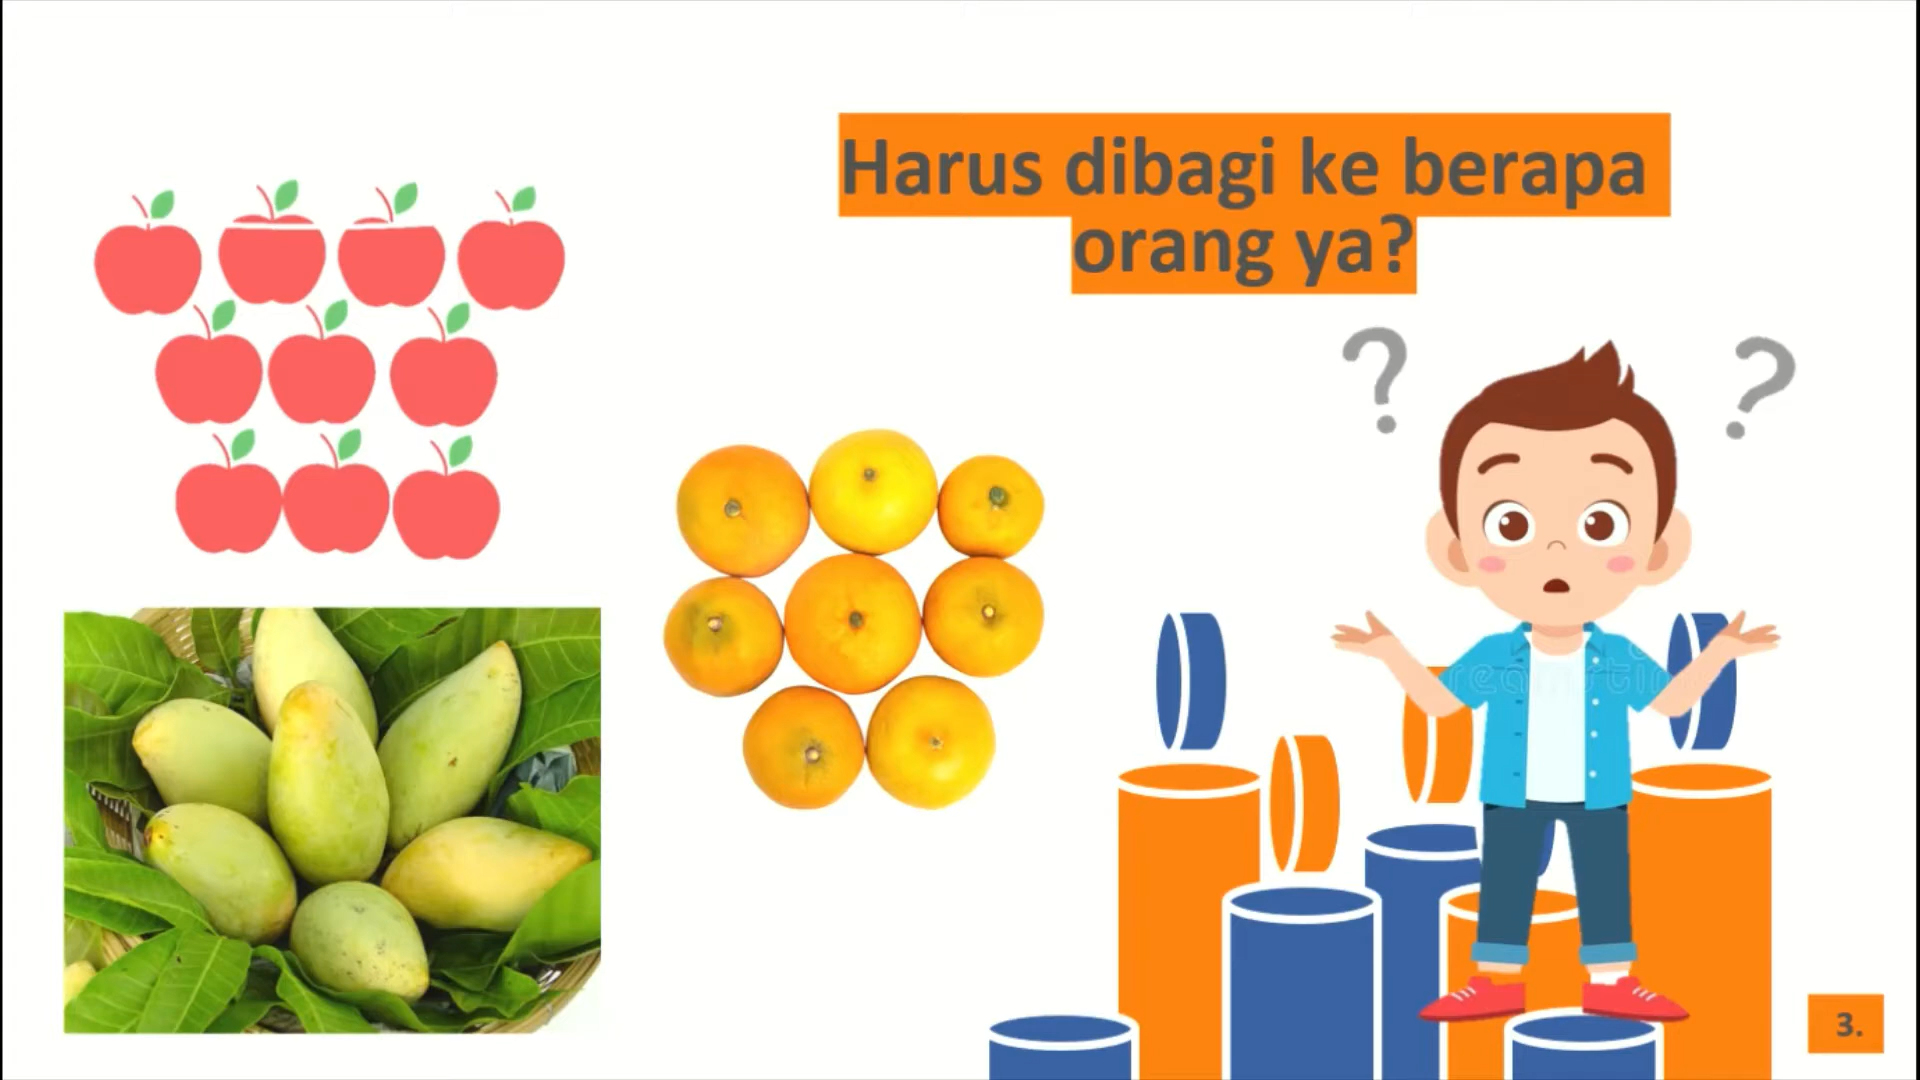 Harus dibagi ke berapa
orang ya?
? ?
3.